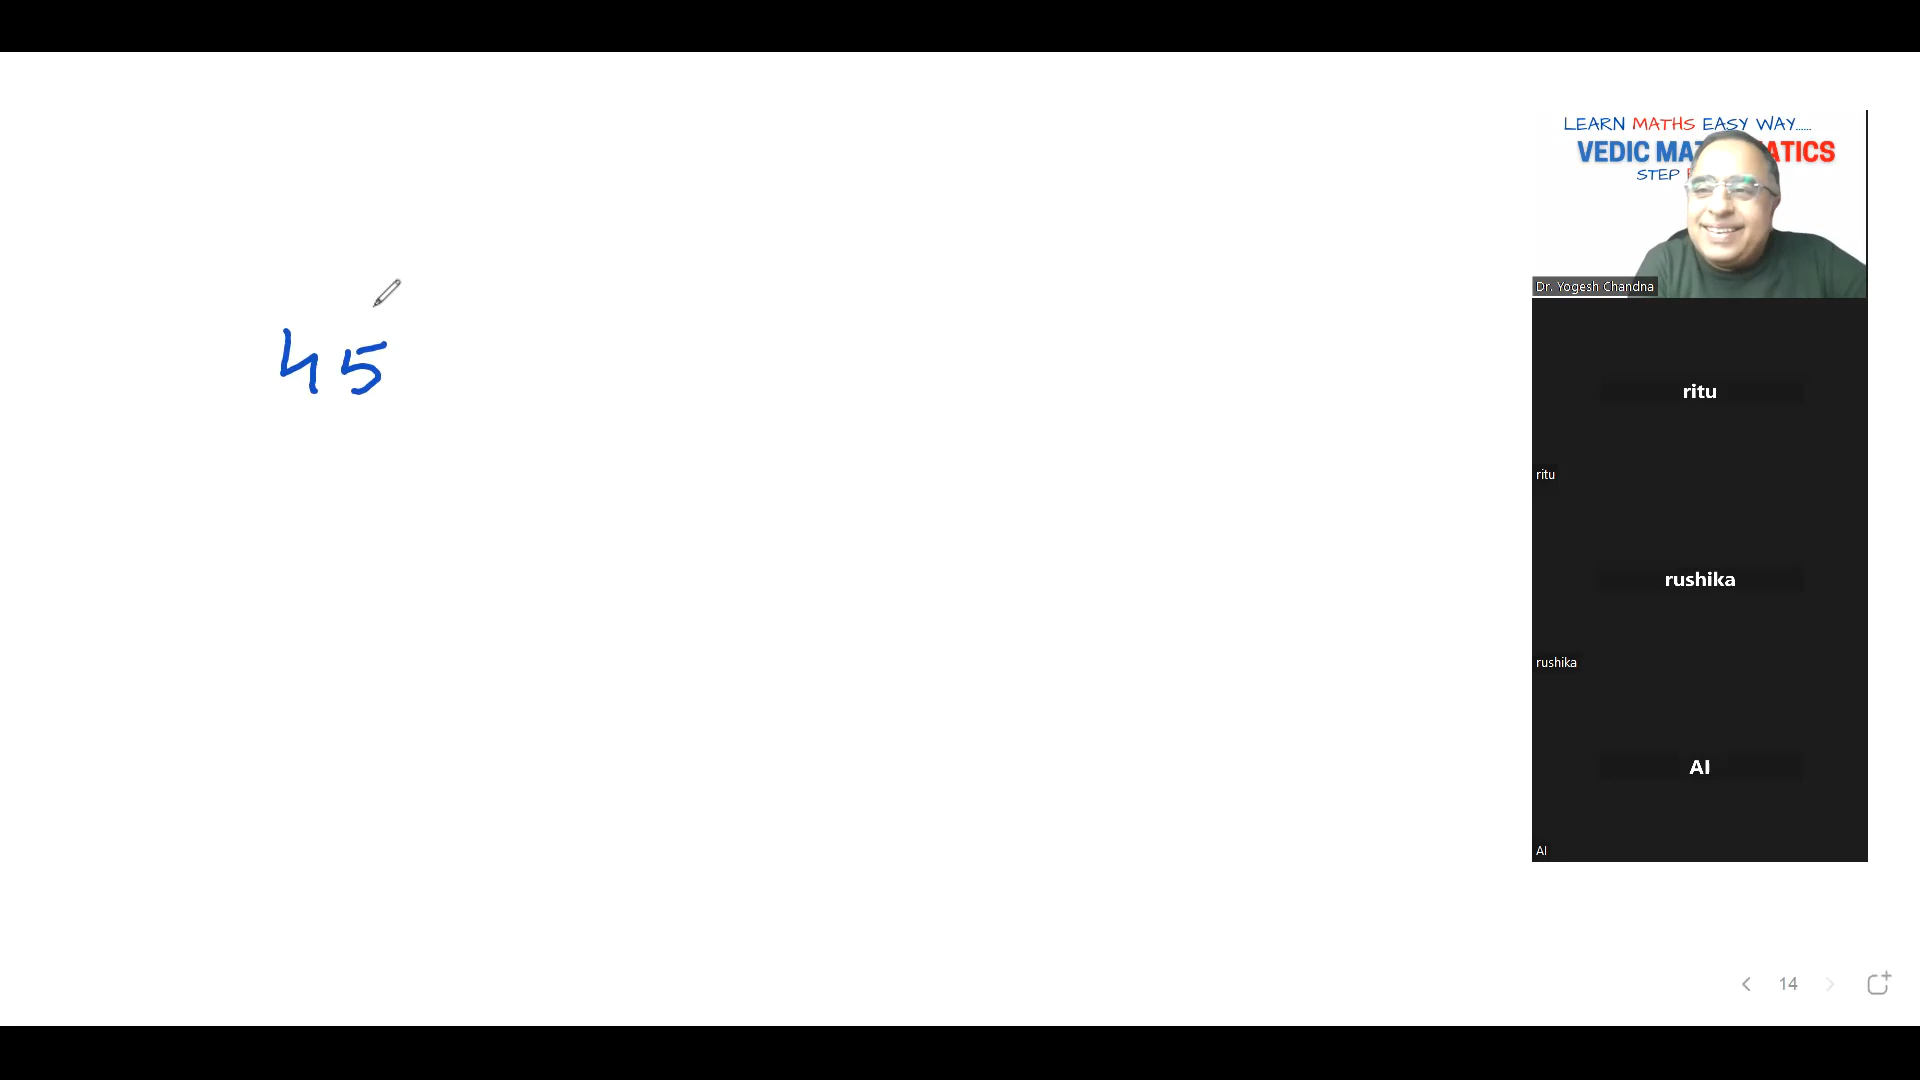 LEARN MATHS EASY WAY......
VEDIC MA ATICS
STEP
Dr. Yogesh Chandna
45
ritu
ritu
rushika
rushika
AI
AI
14